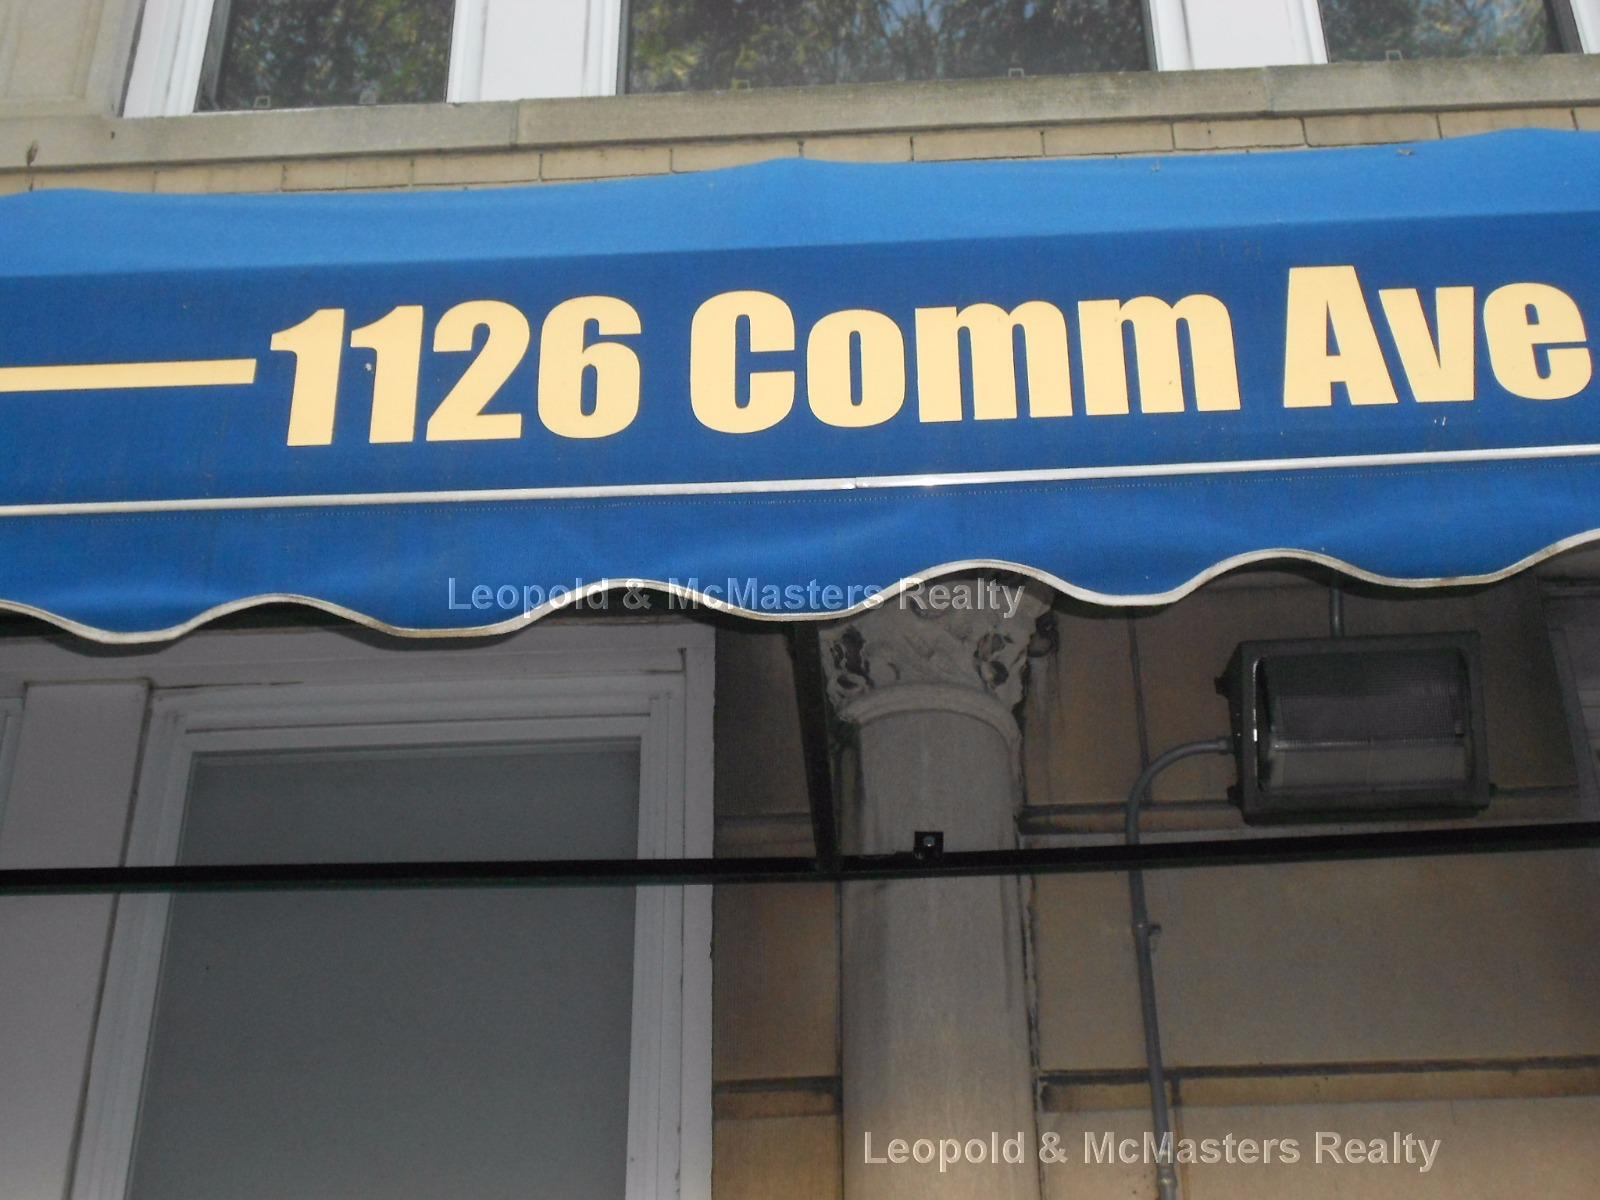 1126 Comm Ave
Leopold & McMasters Realty
Leopold & McMasters Realty